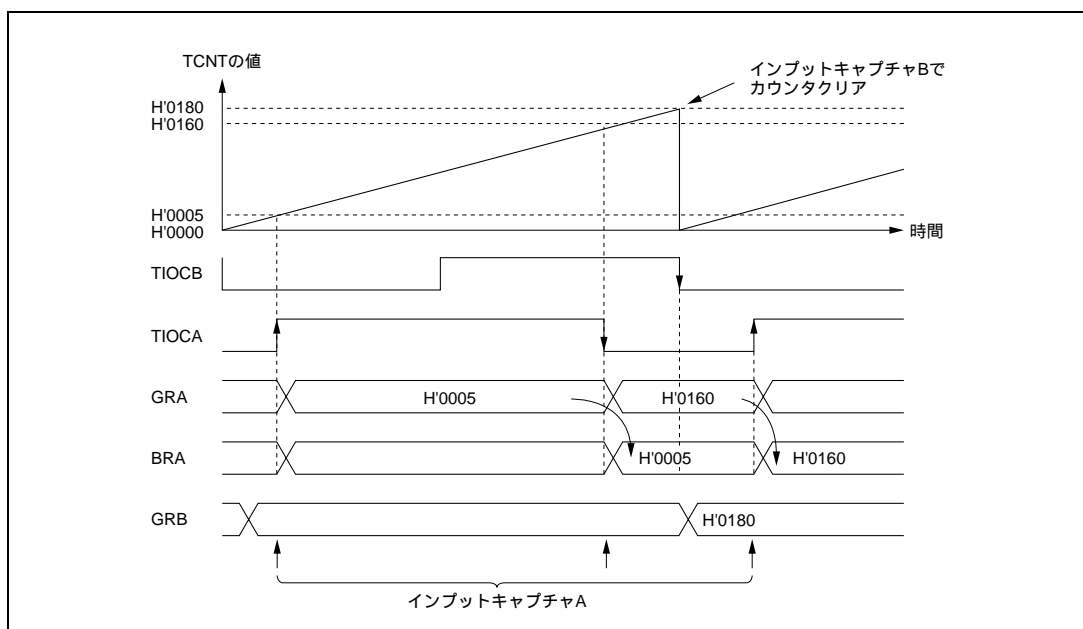 TCNTの値
インプットキャプチャBで
カウンタクリア
H'0180
H'0160
H'0005
H'0000
時間
TIOCB
TIOCA
GRA
H'0005
H'0160
BRA
H'0005
H'0160
GRB
H'0180
インプットキャプチャA